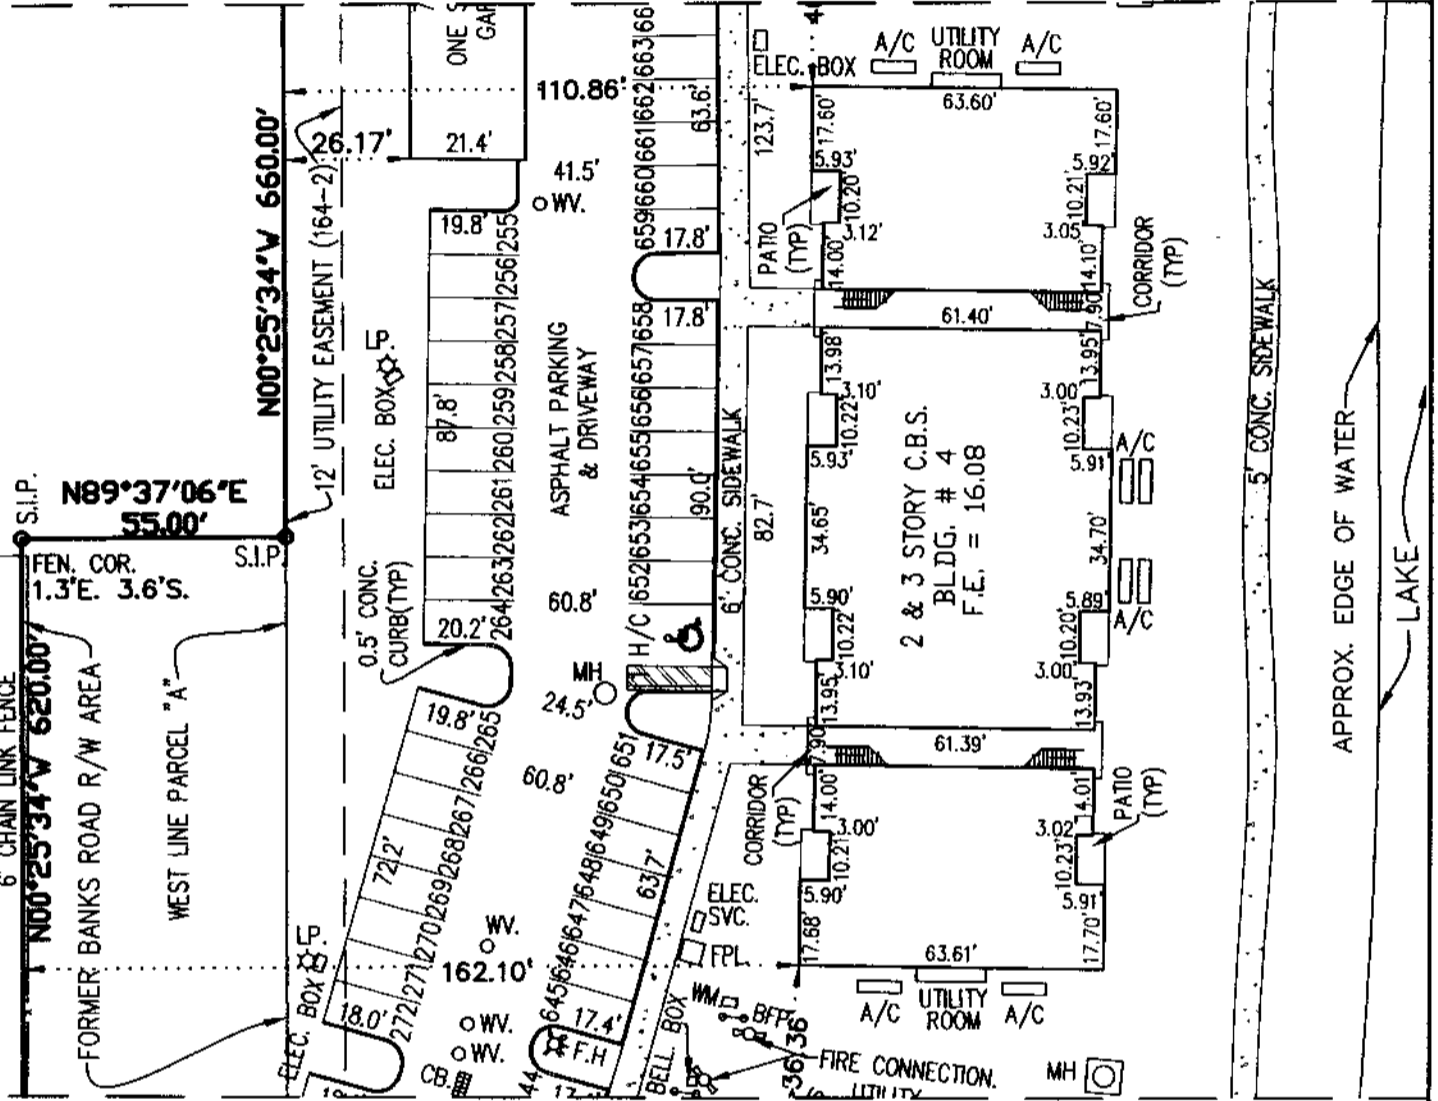 ONE S
GAR
110.86'
26.17'
21.4'
41.5'
WV.
19.8'
N00°25'34"W 660.00'
12' UTILITY EASEMENT (164-2)
255
256
257
258
259
260
261
262
263
264
87.8'
LP.
ELEC. BOX
ASPHALT PARKING
& DRIVEWAY
66
663
662
661
660
659
63.6'
17.8'
17.8'
658
657
656
655
654
653
652
90.0'
H/C
6' CONC. SIDEWALK
123.7'
82.7'
ELEC. BOX
A/C
UTILITY
ROOM
A/C
63.60'
17.60'
17.60'
5.93'
5.92'
10.20'
10.21'
3.12'
3.05'
14.00'
14.10'
PATIO
(TYP)
CORRIDOR
(TYP)
7.90'
61.40'
13.98'
13.95'
3.10'
3.00'
10.22'
10.23'
5.93'
5.91'
A/C
34.65'
34.70'
2 & 3 STORY C.B.S.
BLDG. # 4
F.E. = 16.08
5.90'
5.89'
A/C
10.22'
10.20'
3.10'
3.00'
13.95'
13.93'
7.90'
61.39'
CORRIDOR
(TYP)
14.00'
14.01'
PATIO
(TYP)
3.00'
3.02'
10.21'
10.23'
5.90'
5.91'
17.68'
17.70'
63.61'
A/C
UTILITY
ROOM
A/C
5' CONC. SIDEWALK
APPROX. EDGE OF WATER
LAKE
S.I.P.
N89°37'06"E
55.00'
S.I.P.
FEN. COR.
1.3'E. 3.6'S.
6' CHAIN LINK FENCE
N00°25'34"W 620.00'
FORMER BANKS ROAD R/W AREA
WEST LINE PARCEL "A"
0.5' CONC.
CURB(TYP)
20.2'
60.8'
MH
24.5'
19.8'
60.8'
17.5'
265
266
267
268
269
270
271
272
72.2'
651
650
649
648
647
646
645
63.7'
LP.
ELEC. BOX
18.0'
WV.
162.10'
WV.
WV.
CB.
17.4'
F.H
44
ELEC.
SVC.
FPL
WM
BFP
BELL BOX
36.36'
FIRE CONNECTION.
UTILITY
MH